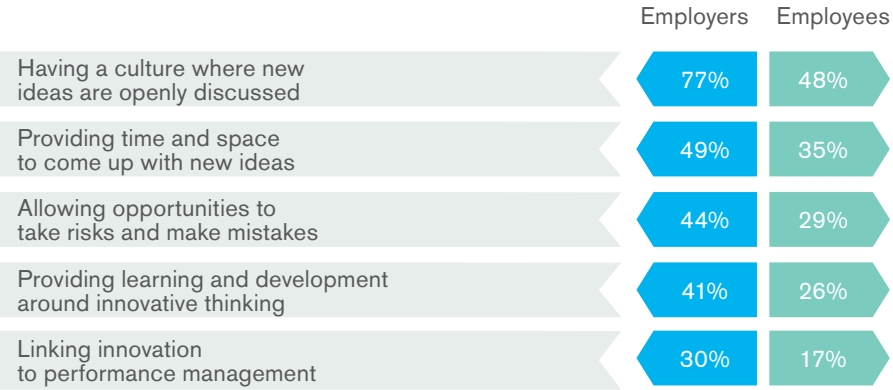 Employers Employees
Having a culture where new
ideas are openly discussed
77% 48%
Providing time and space
to come up with new ideas
49% 35%
Allowing opportunities to
take risks and make mistakes
44% 29%
Providing learning and development
around innovative thinking
41% 26%
Linking innovation
to performance management
30% 17%